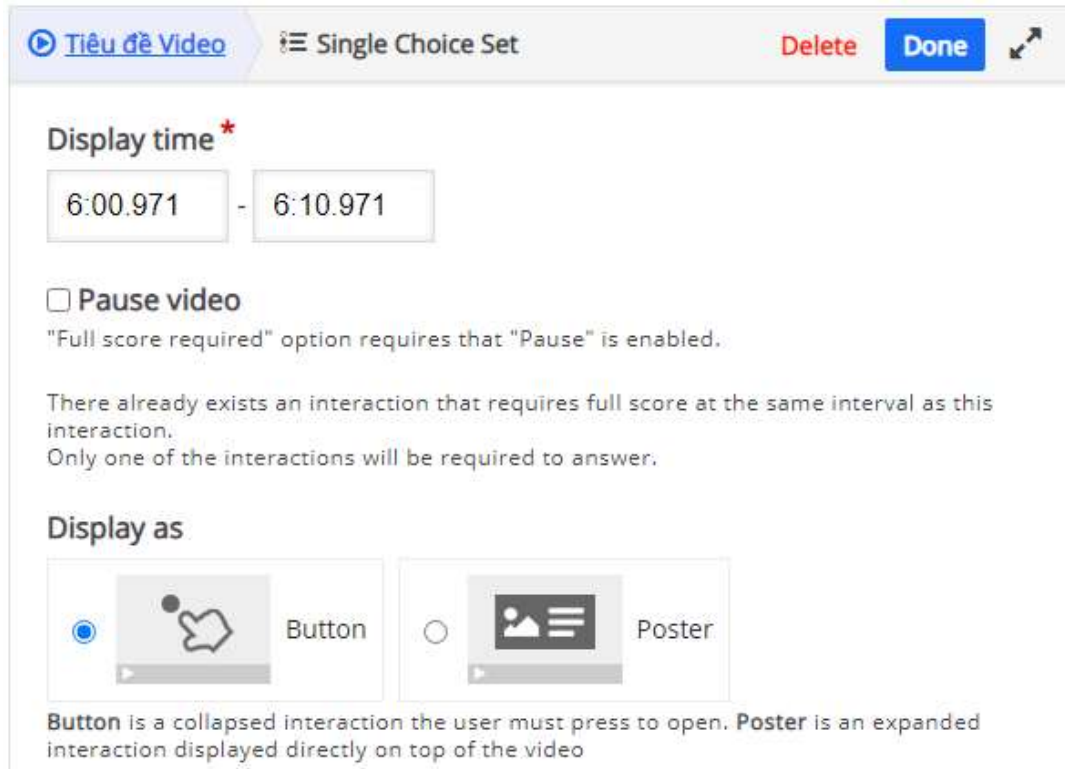 Tiêu đề Video Single Choice Set Delete Done
Display time *
6:00.971 - 6:10.971
Pause video
"Full score required" option requires that "Pause" is enabled.
There already exists an interaction that requires full score at the same interval as this
interaction.
Only one of the interactions will be required to answer.
Display as
Button Poster
Button is a collapsed interaction the user must press to open. Poster is an expanded
interaction displayed directly on top of the video